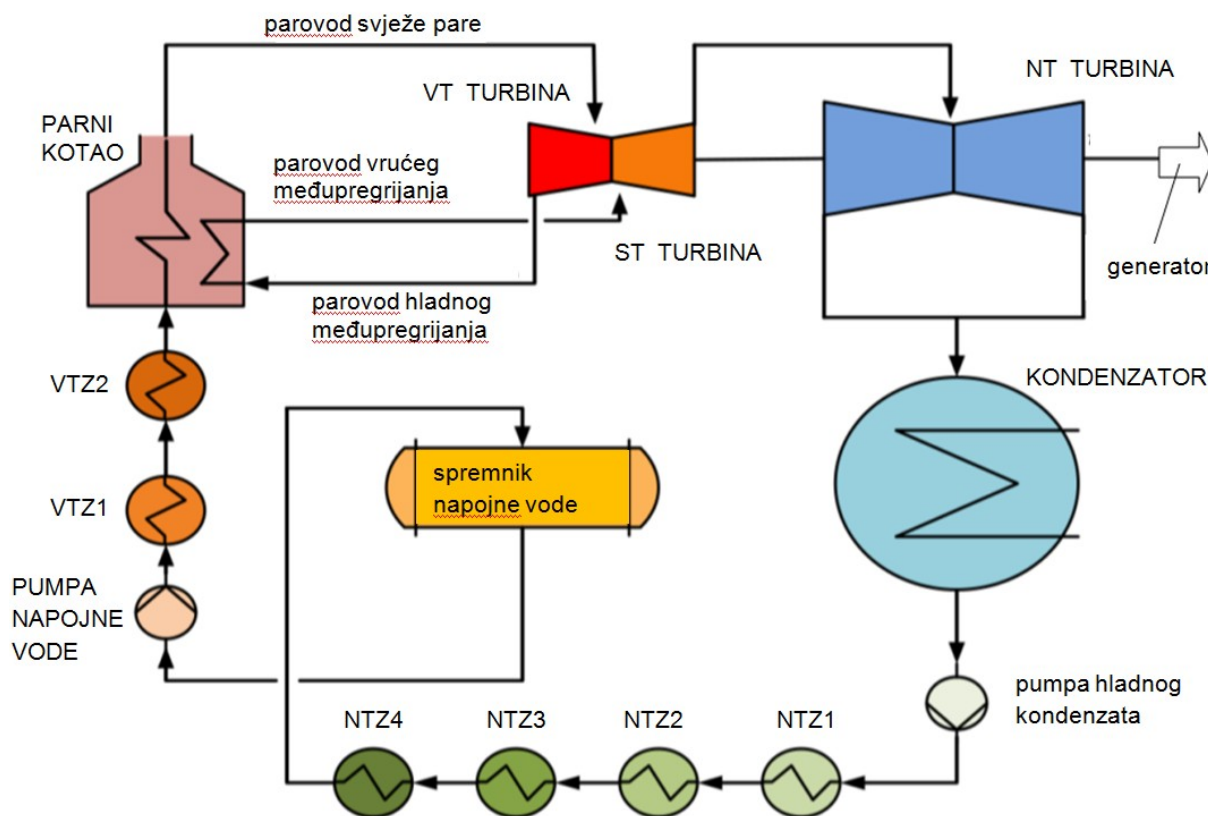 parovod svježe pare
VT TURBINA
NT TURBINA
PARNI
KOTAO
parovod vrućeg
međupregrijanja
ST TURBINA
generator
parovod hladnog
međupregrijanja
VTZ2
KONDENZATOR
spremnik
napojne vode
VTZ1
PUMPA
NAPOJNE
VODE
pumpa hladnog
kondenzata
NTZ4
NTZ3
NTZ2
NTZ1